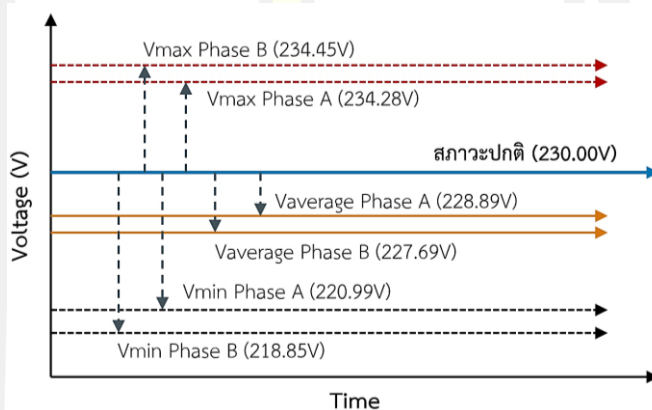 Vmax Phase B (234.45V)
Vmax Phase A (234.28V)
สภาวะปกติ (230.00V)
Vaverage Phase A (228.89V)
Vaverage Phase B (227.69V)
Vmin Phase A (220.99V)
Vmin Phase B (218.85V)
Voltage (V)
Time